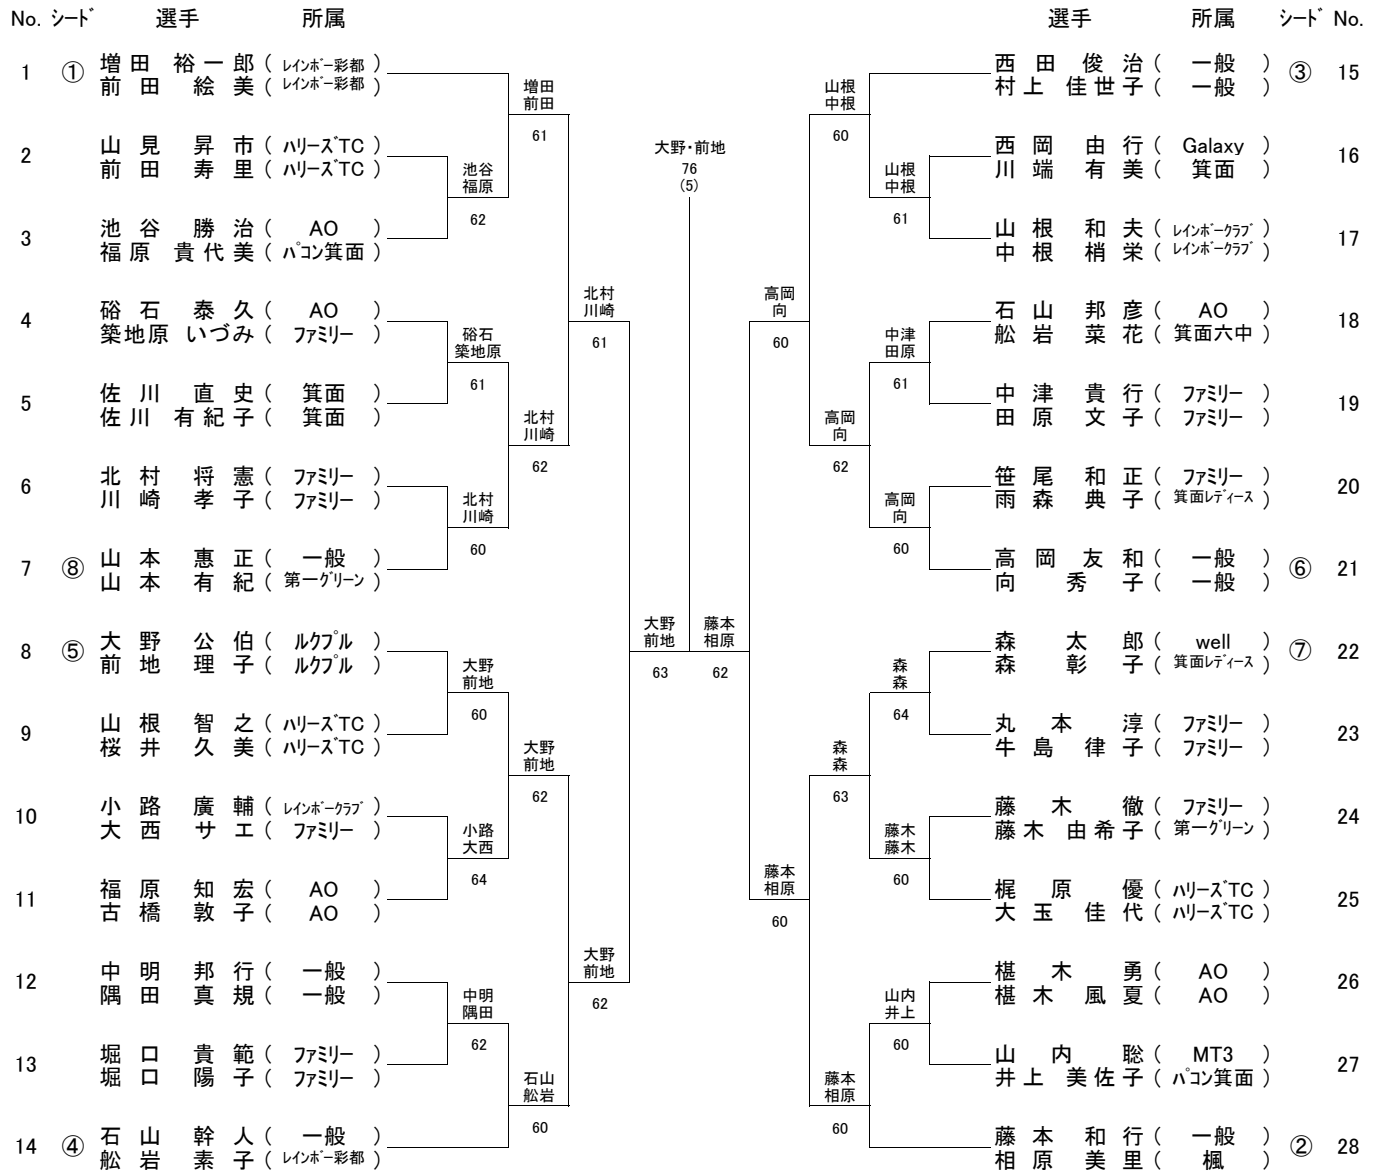 No. シード 選手 所属
1 ① 増田 裕一郎 ( レインボー彩都 )
前田 絵美 ( レインボー彩都 )
2 山見 昇市 ( ハリーズTC )
前田 寿里 ( ハリーズTC )
3 池谷 勝治 ( AO )
福原 貴代美 ( パコン箕面 )
4 硲石 泰久 ( AO )
築地原 いづみ ( ファミリー )
5 佐川 直史 ( 箕面 )
佐川 有紀子 ( 箕面 )
6 北村 将憲 ( ファミリー )
川崎 孝子 ( ファミリー )
7 ⑧ 山本 惠正 ( 一般 )
山本 有紀 ( 第一グリーン )
8 ⑤ 大野 公伯 ( ルクプル )
前地 理子 ( ルクプル )
9 山根 智之 ( ハリーズTC )
桜井 久美 ( ハリーズTC )
10 小路 廣輔 ( レインボークラブ )
大西 サエ ( ファミリー )
11 福原 知宏 ( AO )
古橋 敦子 ( AO )
12 中明 邦行 ( 一般 )
隅田 真規 ( 一般 )
13 堀口 貴範 ( ファミリー )
堀口 陽子 ( ファミリー )
14 ④ 石山 幹人 ( 一般 )
舩岩 素子 ( レインボー彩都 )
池谷
福原
62
硲石
築地原
61
北村
川崎
60
大野
前地
60
小路
大西
64
中明
隅田
62
増田
前田
61
北村
川崎
62
大野
前地
62
石山
舩岩
60
北村
川崎
61
大野
前地
62
大野
前地
63
大野・前地
76
(5)
藤本
相原
62
高岡
向
60
藤本
相原
60
山根
中根
60
高岡
向
62
森
森
63
藤本
相原
60
山根
中根
61
中津
田原
61
高岡
向
60
森
森
64
藤木
藤木
60
山内
井上
60
選手 所属 シード No.
西田 俊治 ( 一般 ) ③ 15
村上 佳世子 ( 一般 )
西岡 由行 ( Galaxy ) 16
川端 有美 ( 箕面 )
山根 和夫 ( レインボークラブ ) 17
中根 梢栄 ( レインボークラブ )
石山 邦彦 ( AO ) 18
舩岩 菜花 ( 箕面六中 )
中津 貴行 ( ファミリー ) 19
田原 文子 ( ファミリー )
笹尾 和正 ( ファミリー ) 20
雨森 典子 ( 箕面レディース )
高岡 友和 ( 一般 ) ⑥ 21
向 秀子 ( 一般 )
森 太郎 ( well ) ⑦ 22
森 彰子 ( 箕面レディース )
丸本 淳 ( ファミリー ) 23
牛島 律子 ( ファミリー )
藤木 徹 ( ファミリー ) 24
藤木 由希子 ( 第一グリーン )
梶原 優 ( ハリーズTC ) 25
大玉 佳代 ( ハリーズTC )
椹木 勇 ( AO ) 26
椹木 風夏 ( AO )
山内 聡 ( MT3 ) 27
井上 美佐子 ( パコン箕面 )
藤本 和行 ( 一般 ) ② 28
相原 美里 ( 楓 )